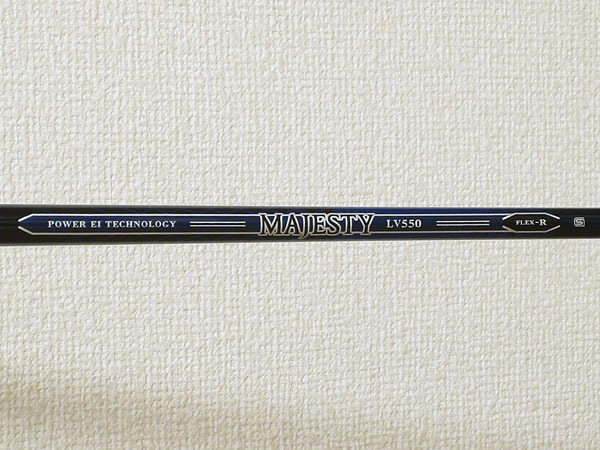 POWER EI TECHNOLOGY MAJESTY LV550 FLEX-R S